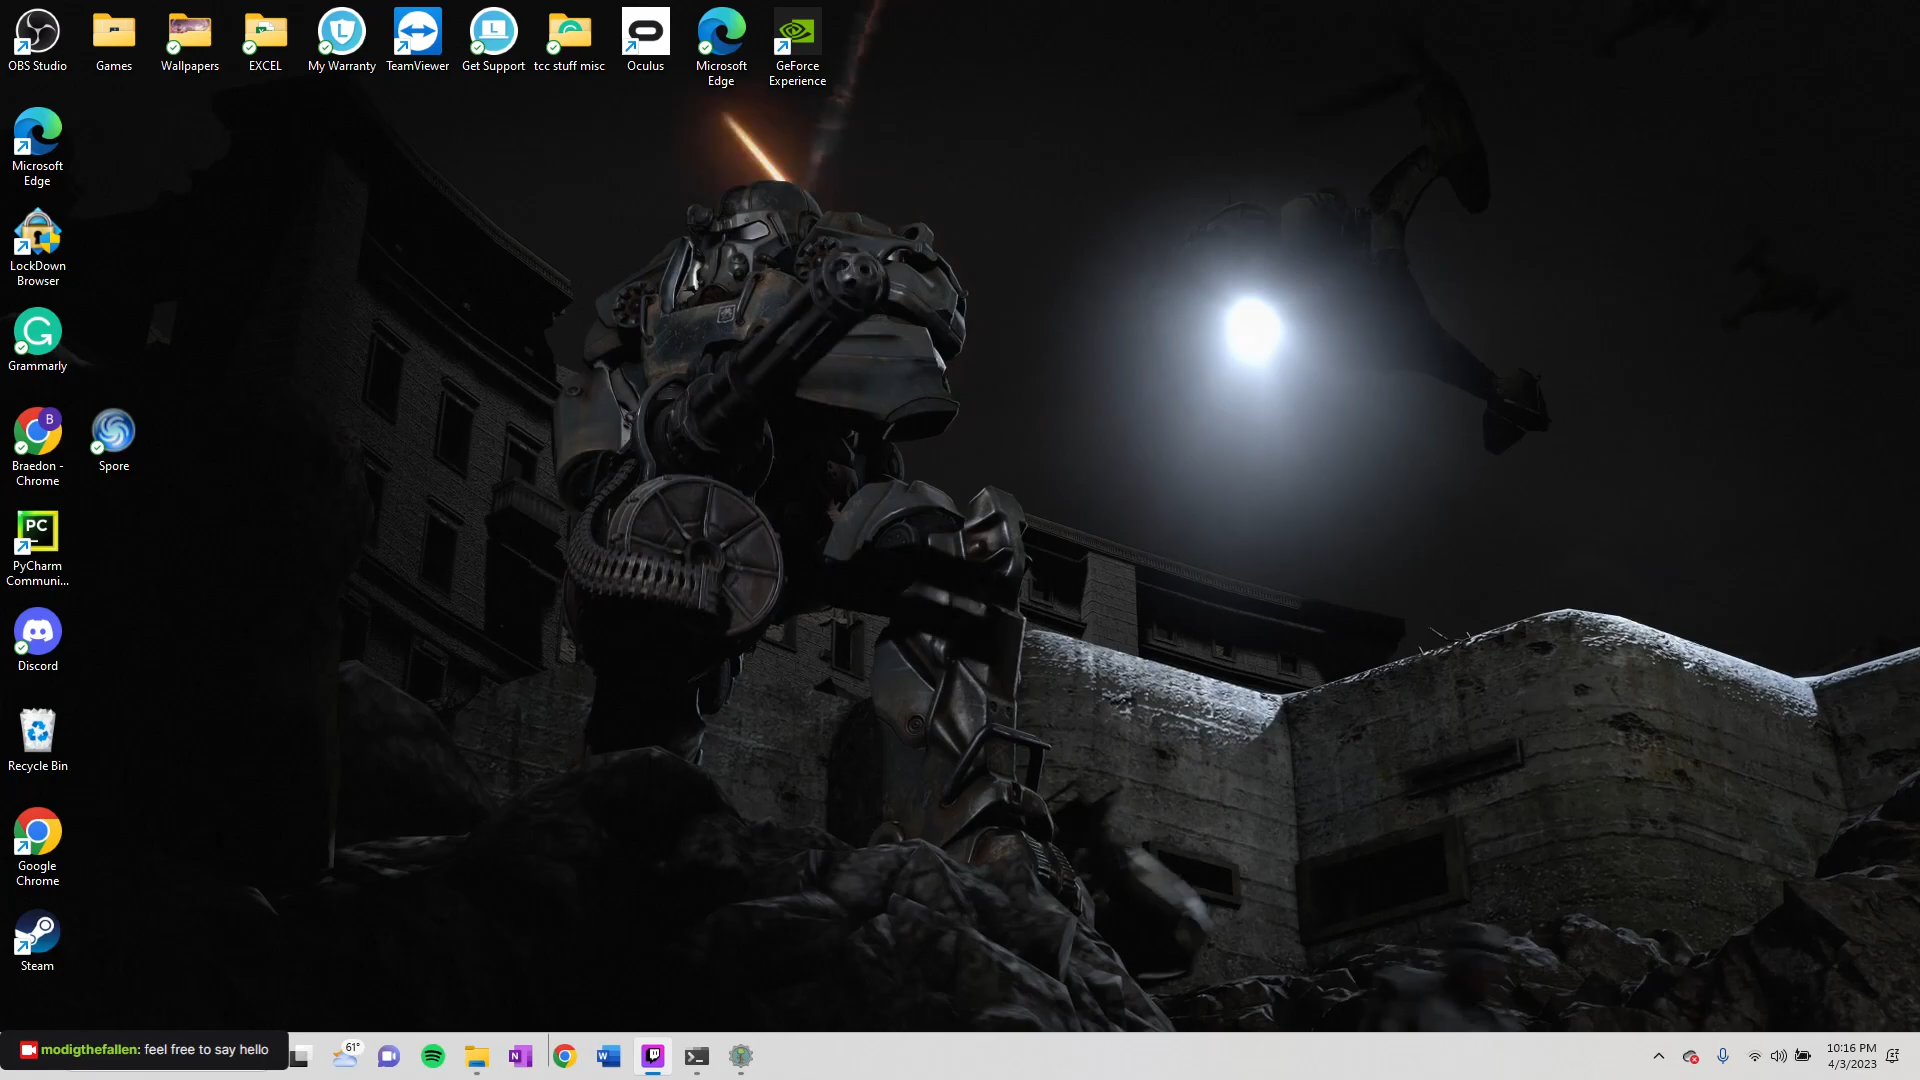 OBS Studio
Games
Wallpapers
EXCEL
My Warranty
TeamViewer
Get Support
tcc stuff misc
Oculus
Microsoft
Edge
GeForce
Experience
Microsoft
Edge
LockDown
Browser
Grammarly
B
Braedon -
Chrome
Spore
PC
PyCharm
Communi...
Discord
Recycle Bin
Google
Chrome
Steam
modigthefallen: feel free to say hello
61°
N
W
10:16 PM
4/3/2023